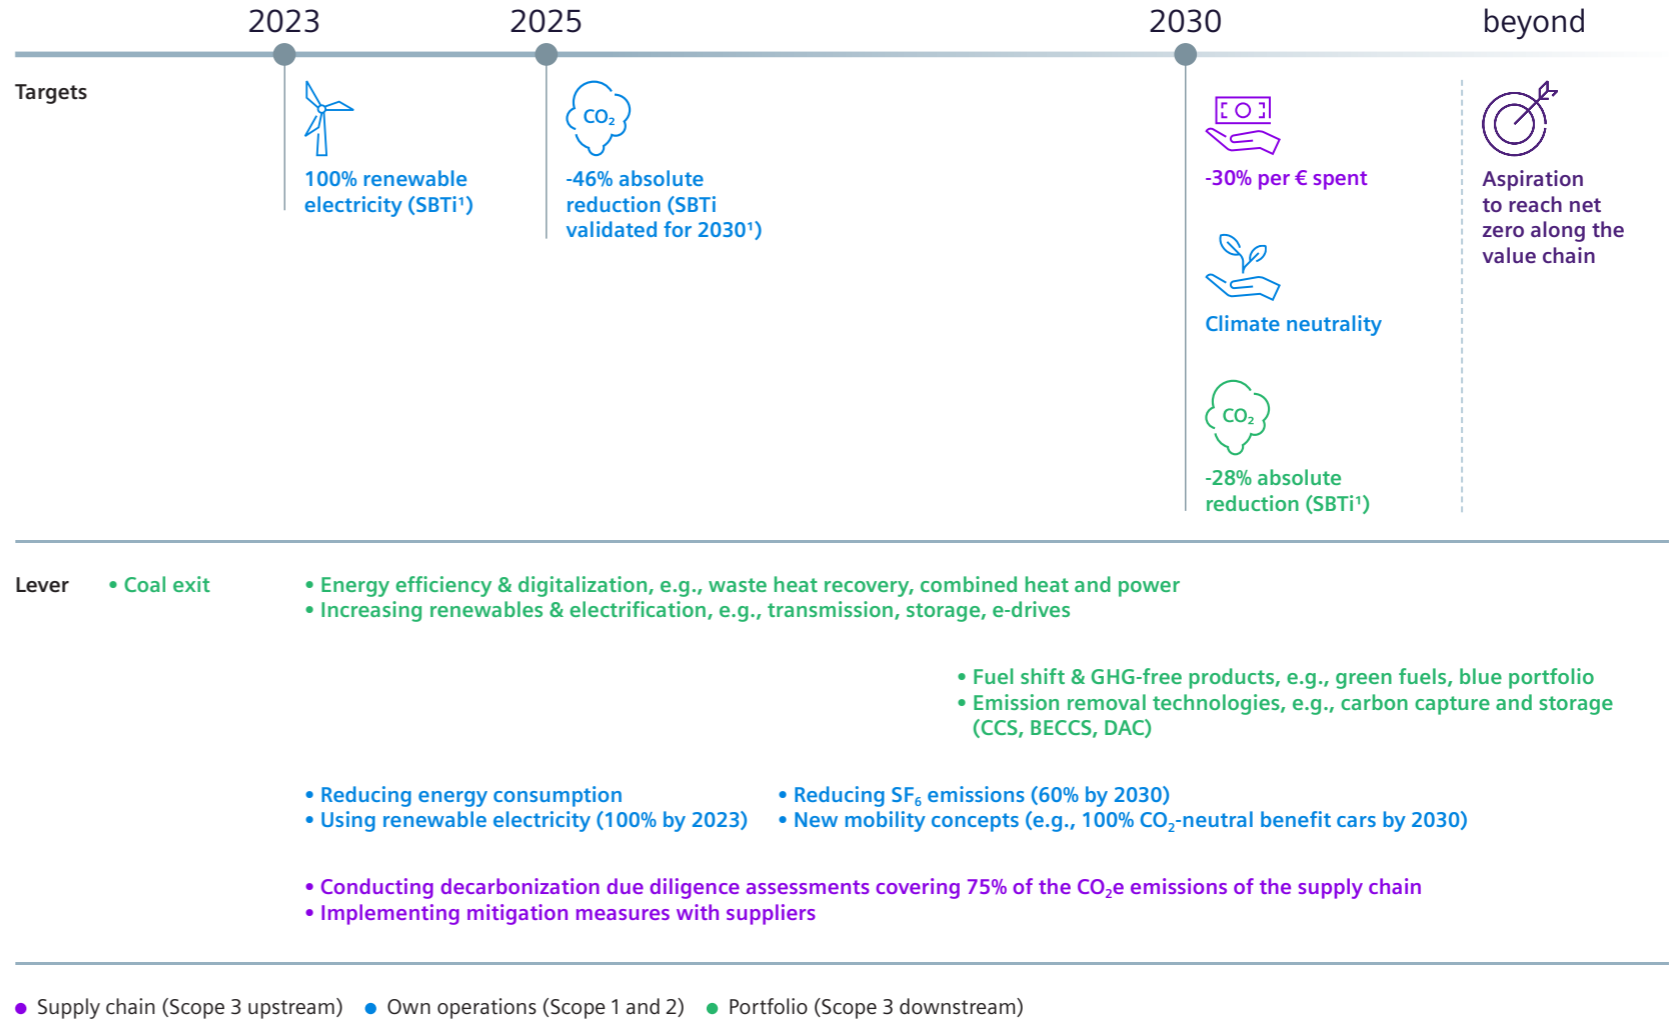 2023 2025 2030 beyond
Targets
100% renewable
electricity (SBTi¹)
CO₂
-46% absolute
reduction (SBTi
validated for 2030¹)
-30% per € spent
Climate neutrality
CO₂
-28% absolute
reduction (SBTi¹)
Aspiration
to reach net
zero along the
value chain
Lever
• Coal exit
• Energy efficiency & digitalization, e.g., waste heat recovery, combined heat and power
• Increasing renewables & electrification, e.g., transmission, storage, e-drives
• Fuel shift & GHG-free products, e.g., green fuels, blue portfolio
• Emission removal technologies, e.g., carbon capture and storage
(CCS, BECCS, DAC)
• Reducing energy consumption
• Using renewable electricity (100% by 2023)
• Reducing SF₆ emissions (60% by 2030)
• New mobility concepts (e.g., 100% CO₂-neutral benefit cars by 2030)
• Conducting decarbonization due diligence assessments covering 75% of the CO₂e emissions of the supply chain
• Implementing mitigation measures with suppliers
● Supply chain (Scope 3 upstream) ● Own operations (Scope 1 and 2) ● Portfolio (Scope 3 downstream)